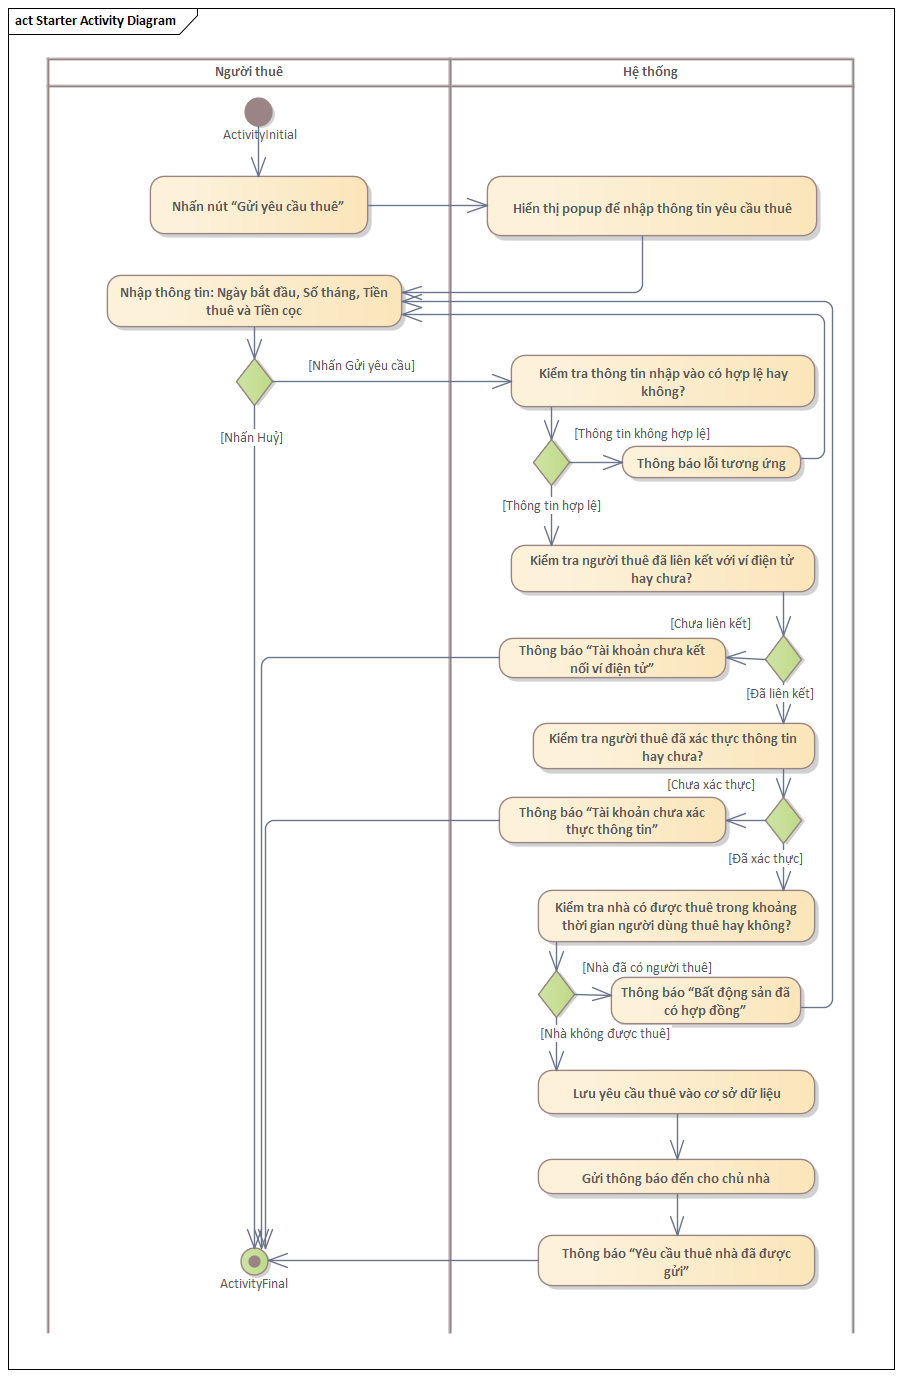 act Starter Activity Diagram
Người thuê
Hệ thống
ActivityInitial
Nhấn nút “Gửi yêu cầu thuê”
Hiển thị popup để nhập thông tin yêu cầu thuê
Nhập thông tin: Ngày bắt đầu, Số tháng, Tiền
thuê và Tiền cọc
[Nhấn Gửi yêu cầu]
Kiểm tra thông tin nhập vào có hợp lệ hay
không?
[Nhấn Huỷ]
[Thông tin không hợp lệ]
Thông báo lỗi tương ứng
[Thông tin hợp lệ]
Kiểm tra người thuê đã liên kết với ví điện tử
hay chưa?
[Chưa liên kết]
Thông báo “Tài khoản chưa kết
nối ví điện tử”
[Đã liên kết]
Kiểm tra người thuê đã xác thực thông tin
hay chưa?
[Chưa xác thực]
Thông báo “Tài khoản chưa xác
thực thông tin”
[Đã xác thực]
Kiểm tra nhà có được thuê trong khoảng
thời gian người dùng thuê hay không?
[Nhà đã có người thuê]
Thông báo “Bất động sản đã
có hợp đồng”
[Nhà không được thuê]
Lưu yêu cầu thuê vào cơ sở dữ liệu
Gửi thông báo đến cho chủ nhà
Thông báo “Yêu cầu thuê nhà đã được
gửi”
ActivityFinal